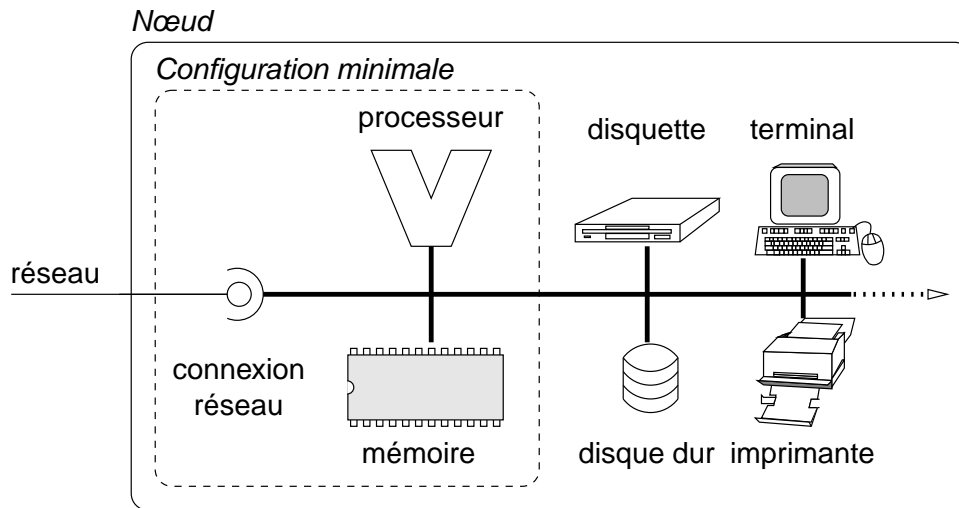 Nœud
Configuration minimale
processeur
disquette
terminal
réseau
connexion
réseau
mémoire
disque dur
imprimante